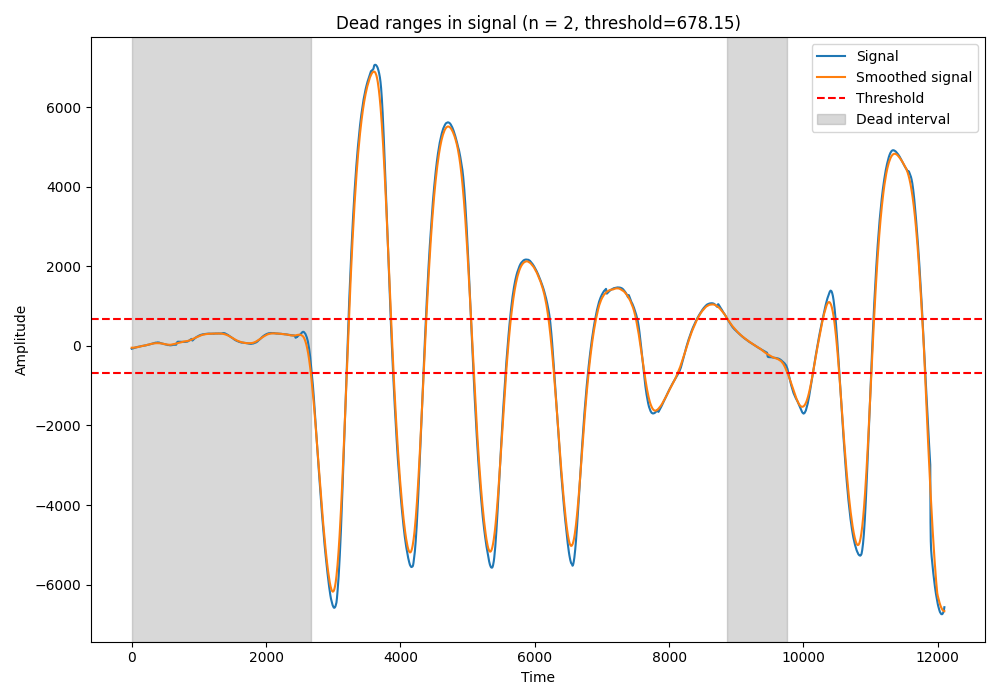 Dead ranges in signal (n = 2, threshold=678.15)
Signal
Smoothed signal
Threshold
Dead interval
Amplitude
6000
4000
2000
0
−2000
−4000
−6000
0 2000 4000 6000 8000 10000 12000
Time